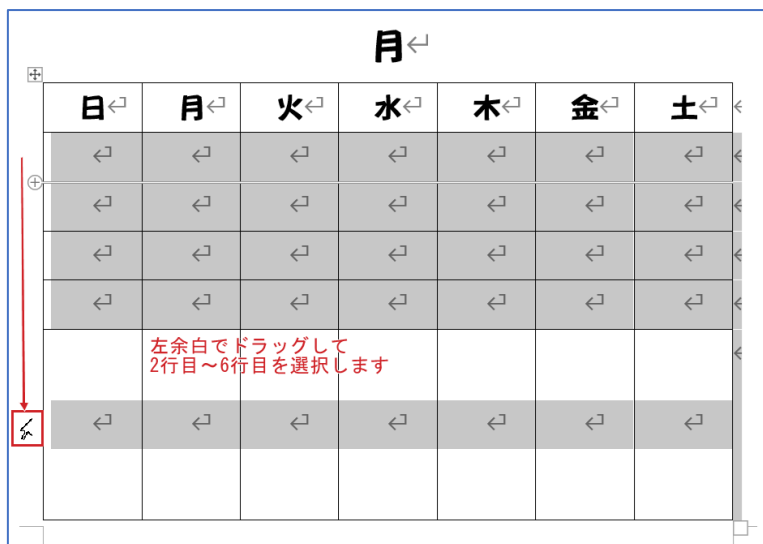 月
日 月 火 水 木 金 土
左余白でドラッグして
2行目～6行目を選択します